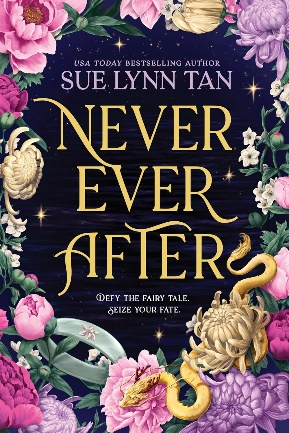 USA TODAY BESTSELLING AUTHOR
SUE LYNN TAN
NEVER
EVER
AFTER
DEFY THE FAIRY TALE.
SEIZE YOUR FATE.